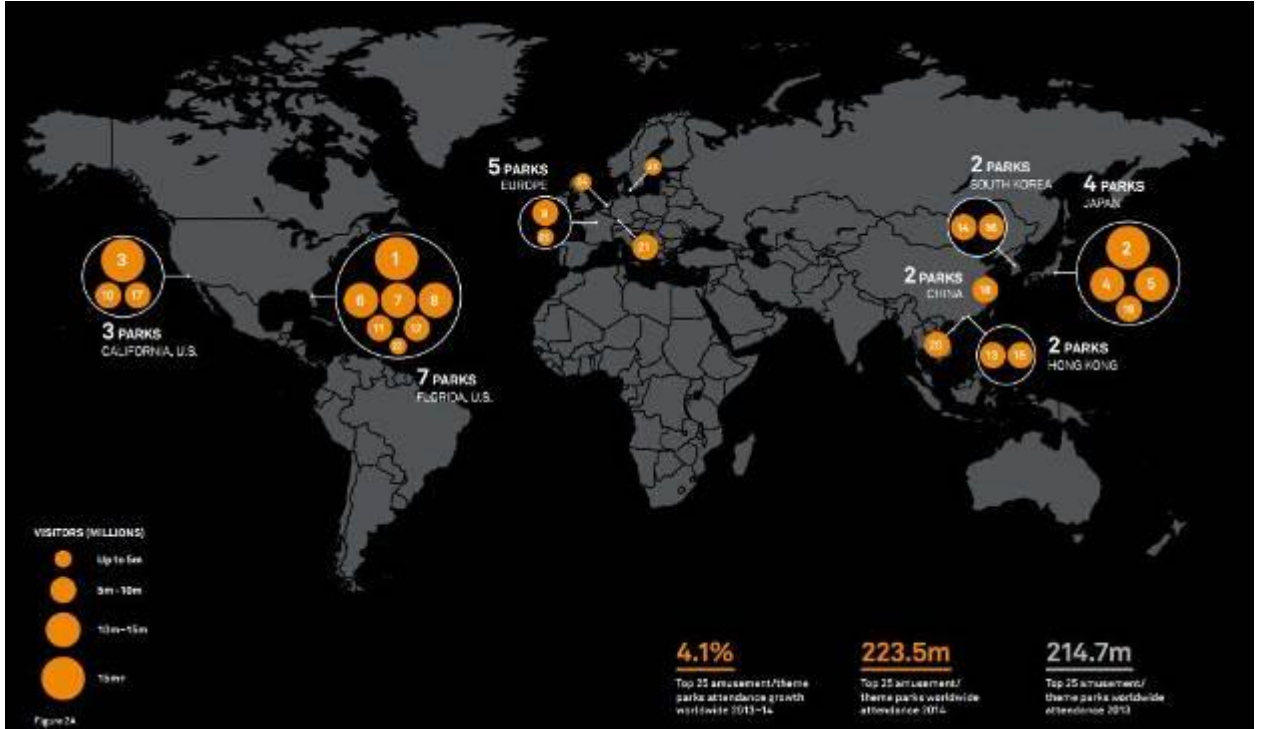 5 PARKS
EUROPE
2 PARKS
SOUTH KOREA
4 PARKS
JAPAN
9
21
14
16
2
4
5
19
3
10
17
3 PARKS
CALIFORNIA, U.S.
1
6
7
8
11
12
7 PARKS
FLORIDA, U.S.
2 PARKS
CHINA
20
13
15
2 PARKS
HONG KONG
VISITORS (MILLIONS)
Up to 5m
5m-10m
10m-15m
15m+
Figure 2A
4.1%
Top 25 amusement/theme
parks attendance growth
worldwide 2013-14
223.5m
Top 25 amusement/
theme parks worldwide
attendance 2014
214.7m
Top 25 amusement/
theme parks worldwide
attendance 2013